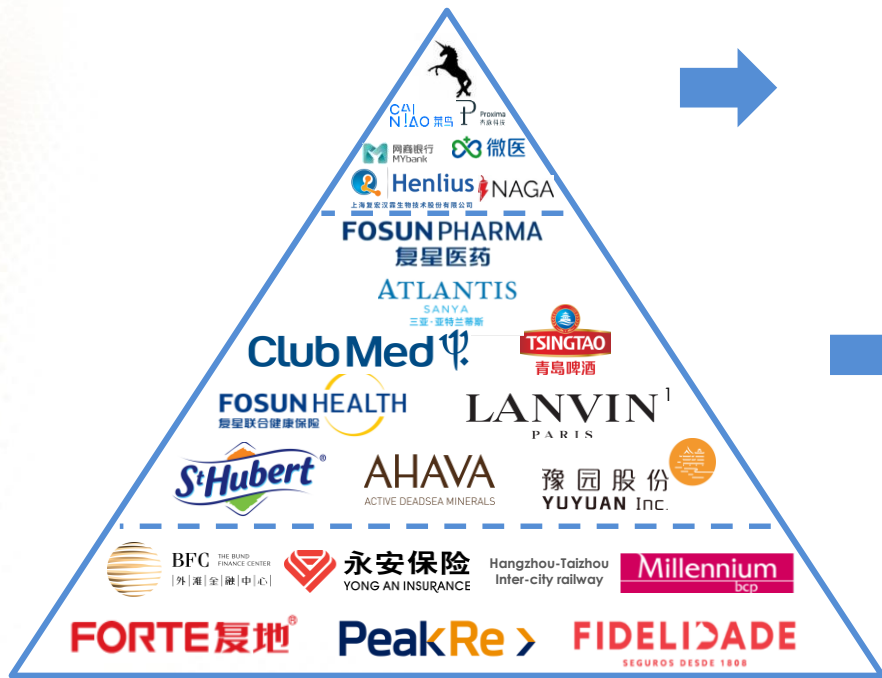 CAI
NIAO 菜鸟
Proxima
网商银行
MYbank
微医
Henlius
上海复宏汉霖生物技术股份有限公司
NAGA
FOSUN PHARMA
复星医药
ATLANTIS
SANYA
三亚·亚特兰蒂斯
Club Med
TSINGTAO
青岛啤酒
FOSUN HEALTH
复星联合健康保险
LANVIN 1
PARIS
St Hubert®
AHAVA
ACTIVE DEADSEA MINERALS
豫园股份
YUYUAN Inc.
BFC THE BUND
FINANCE CENTER
|外|滩|金|融|中|心|
永安保险
YONG AN INSURANCE
Hangzhou-Taizhou
Inter-city railway
Millennium
bcp
FORTE复地®
PeakRe
FIDELIDADE
SEGUROS DESDE 1808